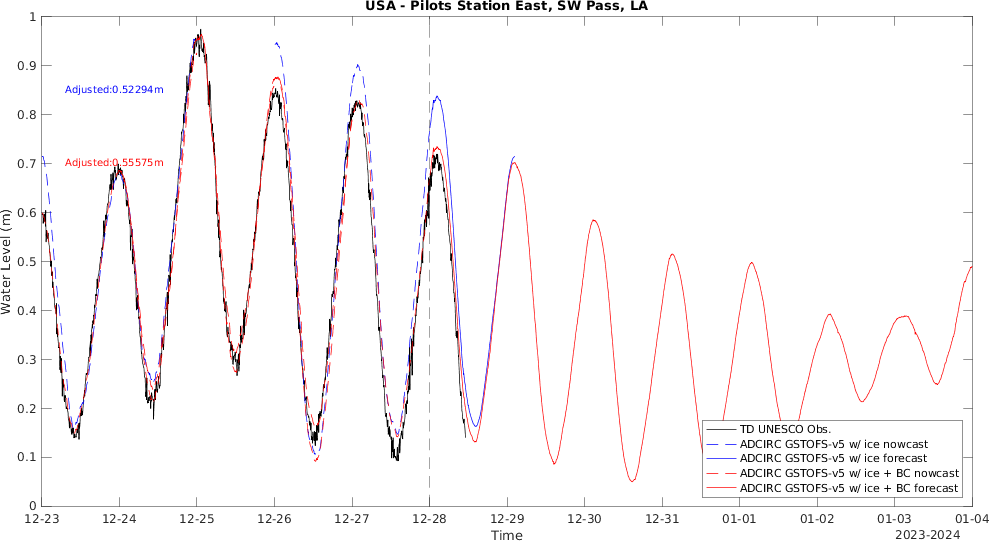 USA - Pilots Station East, SW Pass, LA
1
0.9
0.8
0.7
0.6
0.5
0.4
0.3
0.2
0.1
0
Water Level (m)
Adjusted:0.52294m
Adjusted:0.55575m
TD UNESCO Obs.
ADCIRC GSTOFS-v5 w/ ice nowcast
ADCIRC GSTOFS-v5 w/ ice forecast
ADCIRC GSTOFS-v5 w/ ice + BC nowcast
ADCIRC GSTOFS-v5 w/ ice + BC forecast
12-23 12-24 12-25 12-26 12-27 12-28 12-29 12-30 12-31 01-01 01-02 01-03 01-04
Time
2023-2024